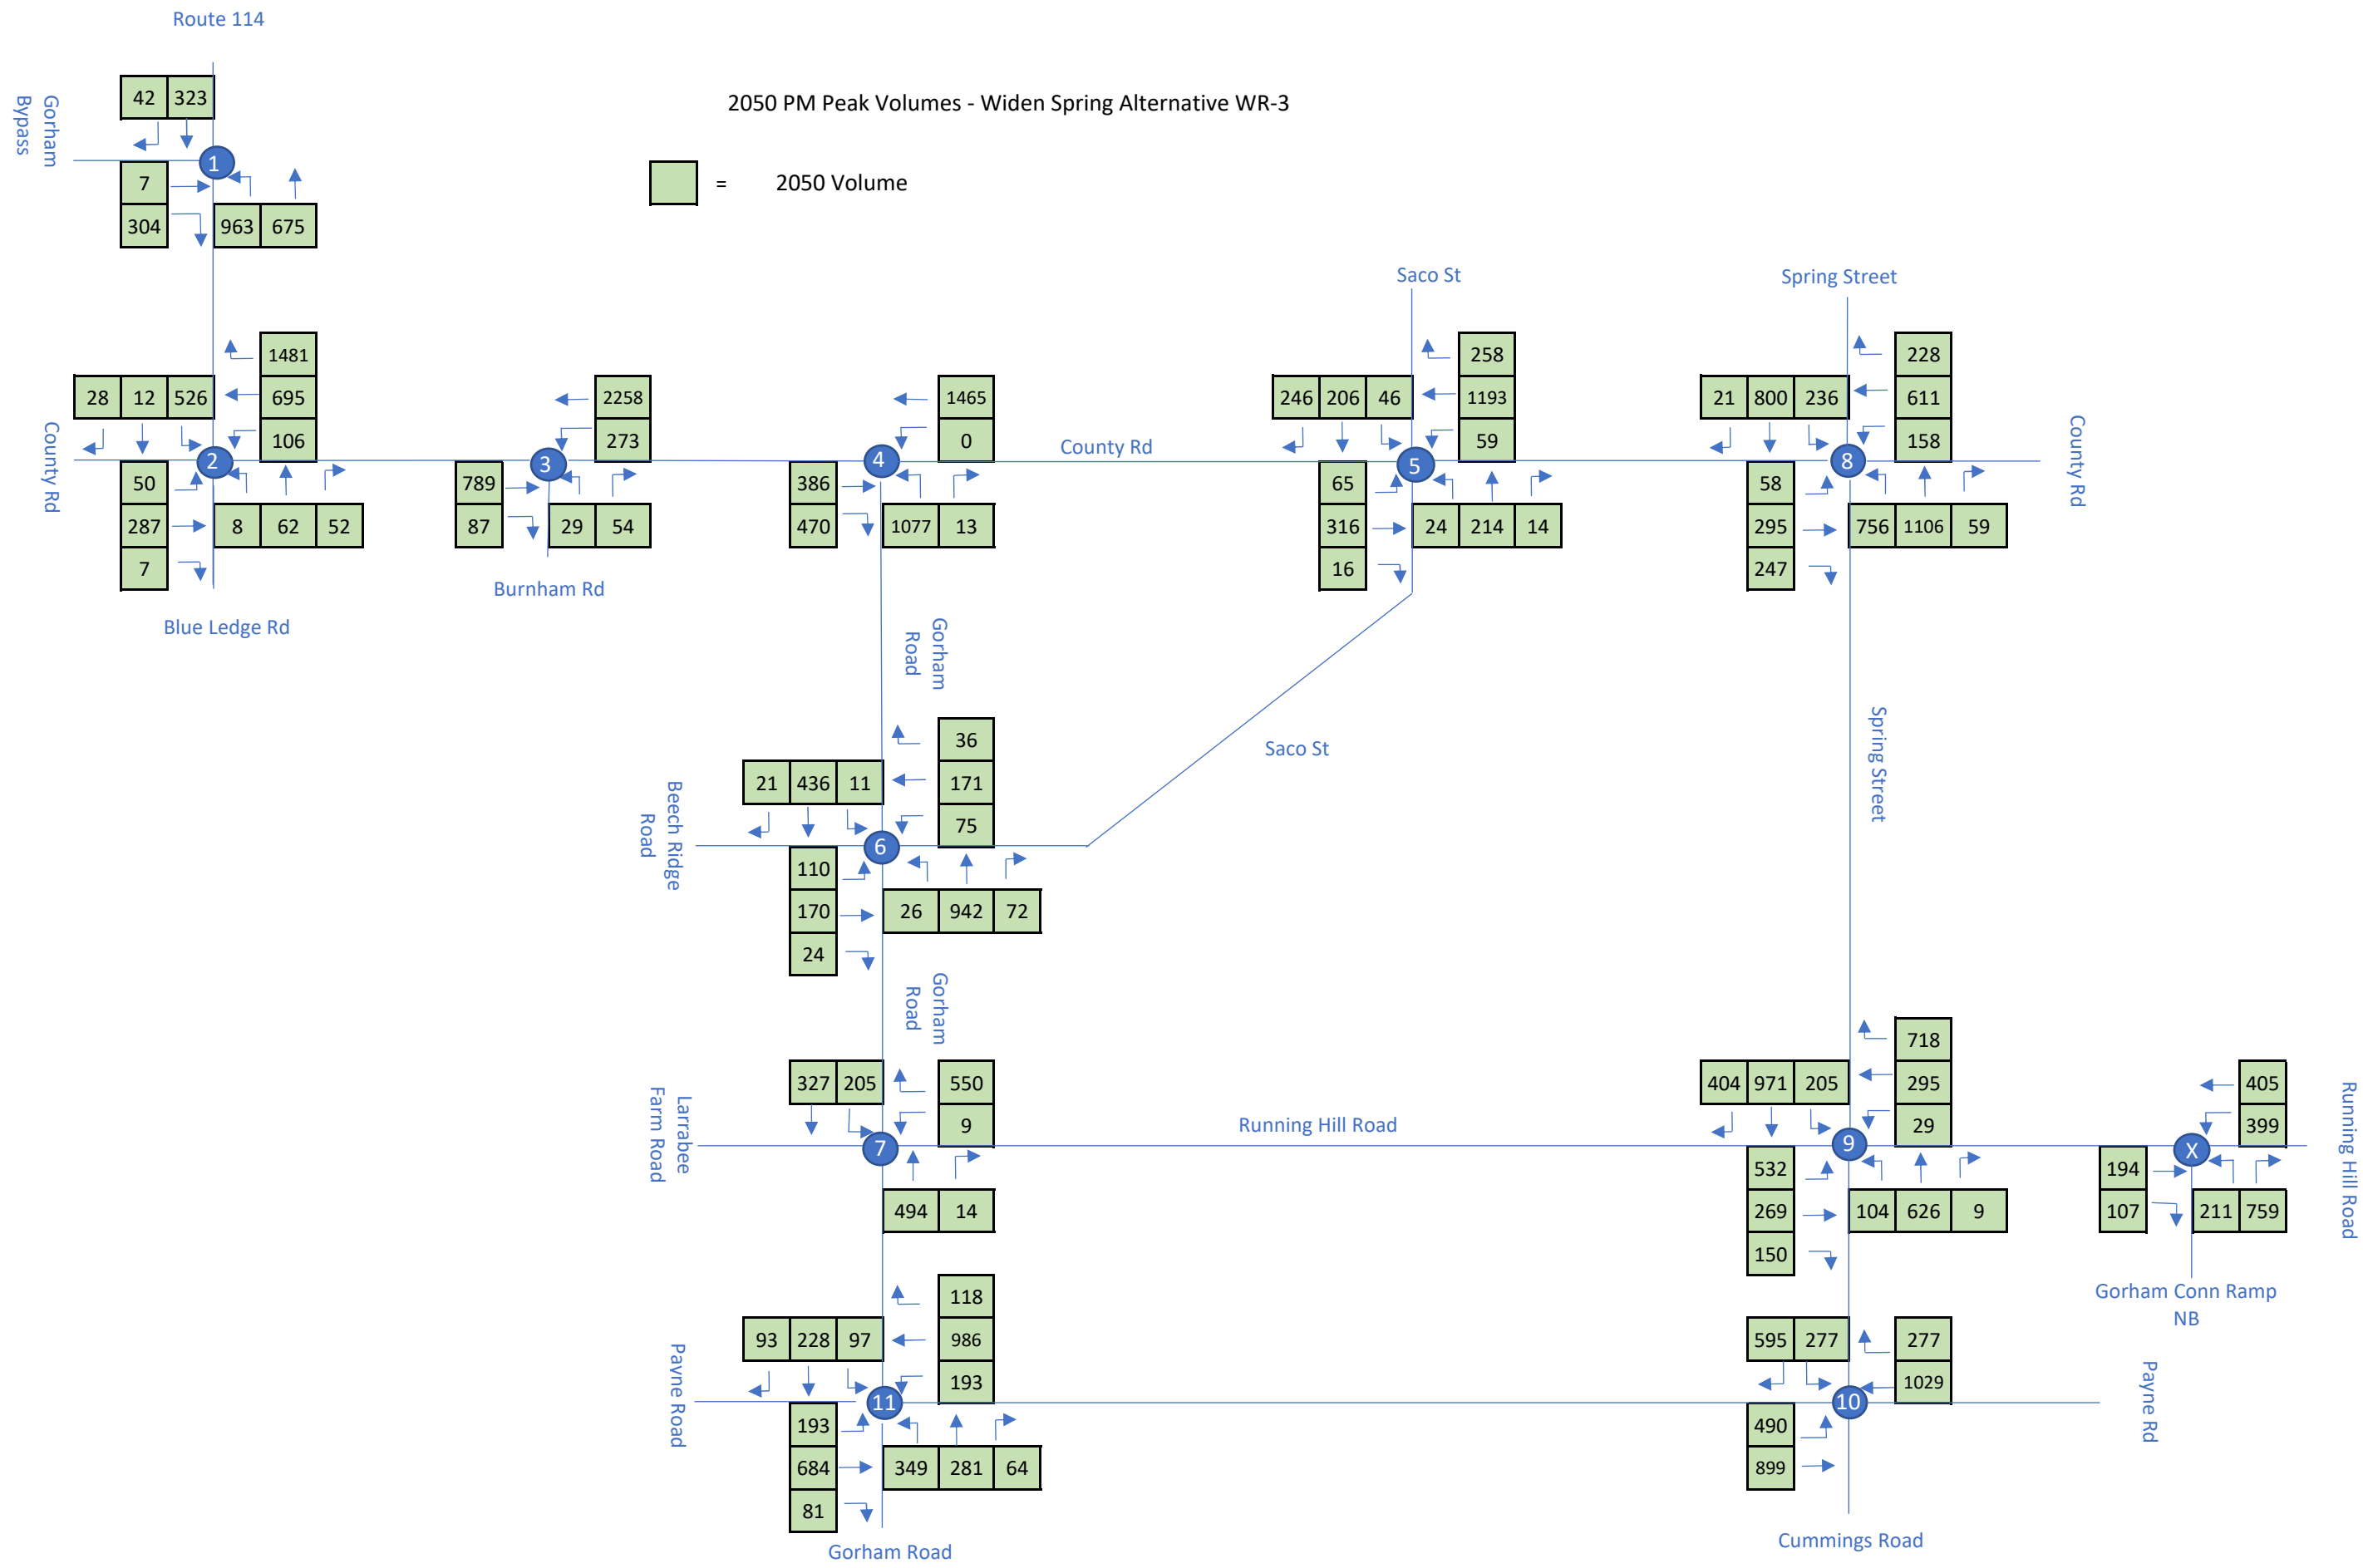 Route 114
2050 PM Peak Volumes - Widen Spring Alternative WR-3
= 2050 Volume
Gorham
Bypass
42 323
1
7
304
963 675
Saco St
Spring Street
28 12 526
1481
695
106
County Rd
2
50
287
7
8 62 52
Blue Ledge Rd
2258
273
3
789
87
29 54
Burnham Rd
1465
0
4
386
470
1077 13
County Rd
246 206 46
258
1193
59
5
65
316
16
24 214 14
21 800 236
228
611
158
8
County Rd
58
295
247
756 1106 59
Gorham
Road
Saco St
Spring Street
21 436 11
36
171
75
Beech Ridge
Road
6
110
170
24
26 942 72
Gorham
Road
327 205
550
9
Larrabee
Farm Road
7
494 14
Running Hill Road
404 971 205
718
295
29
9
532
269
150
104 626 9
405
399
X
194
107
211 759
Running Hill Road
Gorham Conn Ramp
NB
93 228 97
118
986
193
Payne Road
11
193
684
81
349 281 64
Gorham Road
595 277
277
1029
10
490
899
Payne Rd
Cummings Road